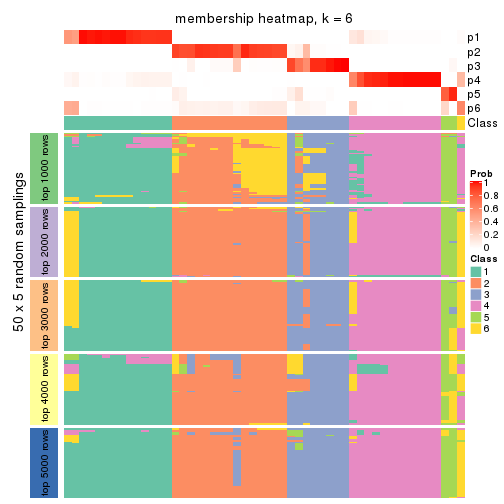 membership heatmap, k = 6
p1
p2
p3
p4
p5
p6
Class
50 x 5 random samplings
top 1000 rows
top 2000 rows
top 3000 rows
top 4000 rows
top 5000 rows
Prob
1
0.8
0.6
0.4
0.2
0
Class
1
2
3
4
5
6